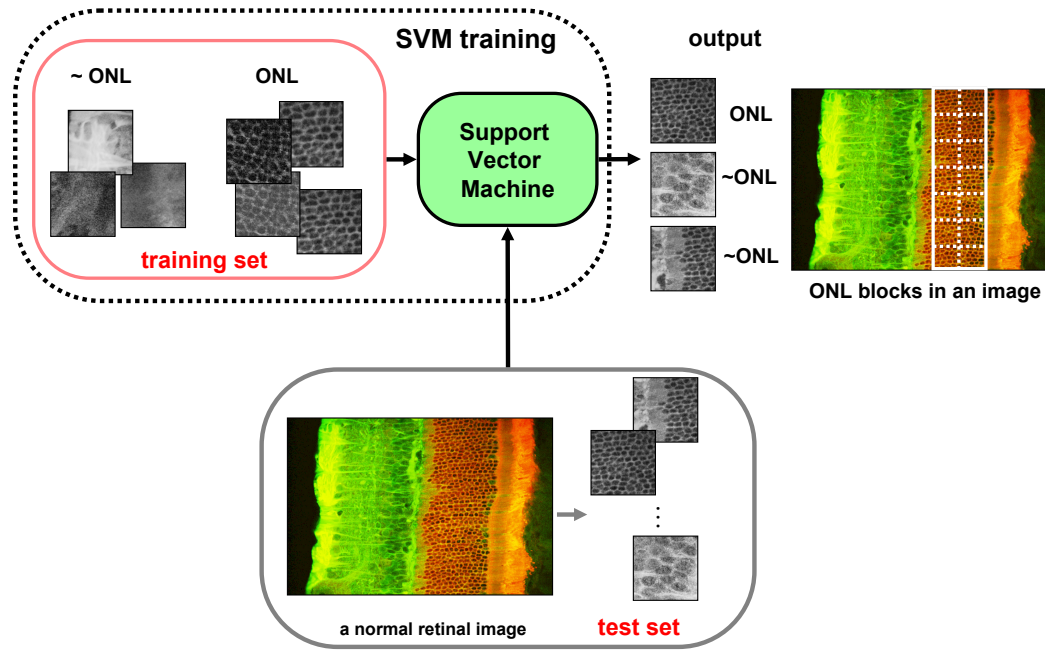 SVM training
output
~ ONL
ONL
Support
Vector
Machine
training set
ONL
~ONL
~ONL
ONL blocks in an image
a normal retinal image
test set